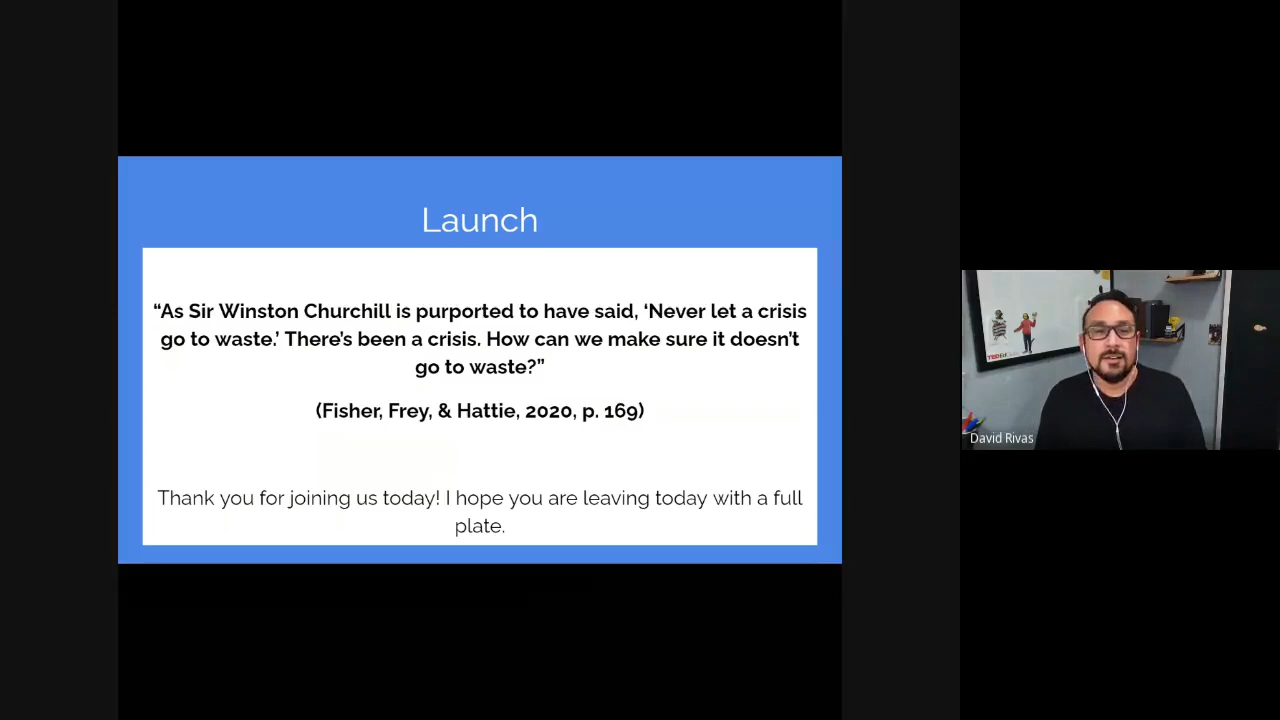 Launch
“As Sir Winston Churchill is purported to have said, ‘Never let a crisis
go to waste.’ There’s been a crisis. How can we make sure it doesn’t
go to waste?”
(Fisher, Frey, & Hattie, 2020, p. 169)
Thank you for joining us today! I hope you are leaving today with a full
plate.
TEDEd
David Rivas